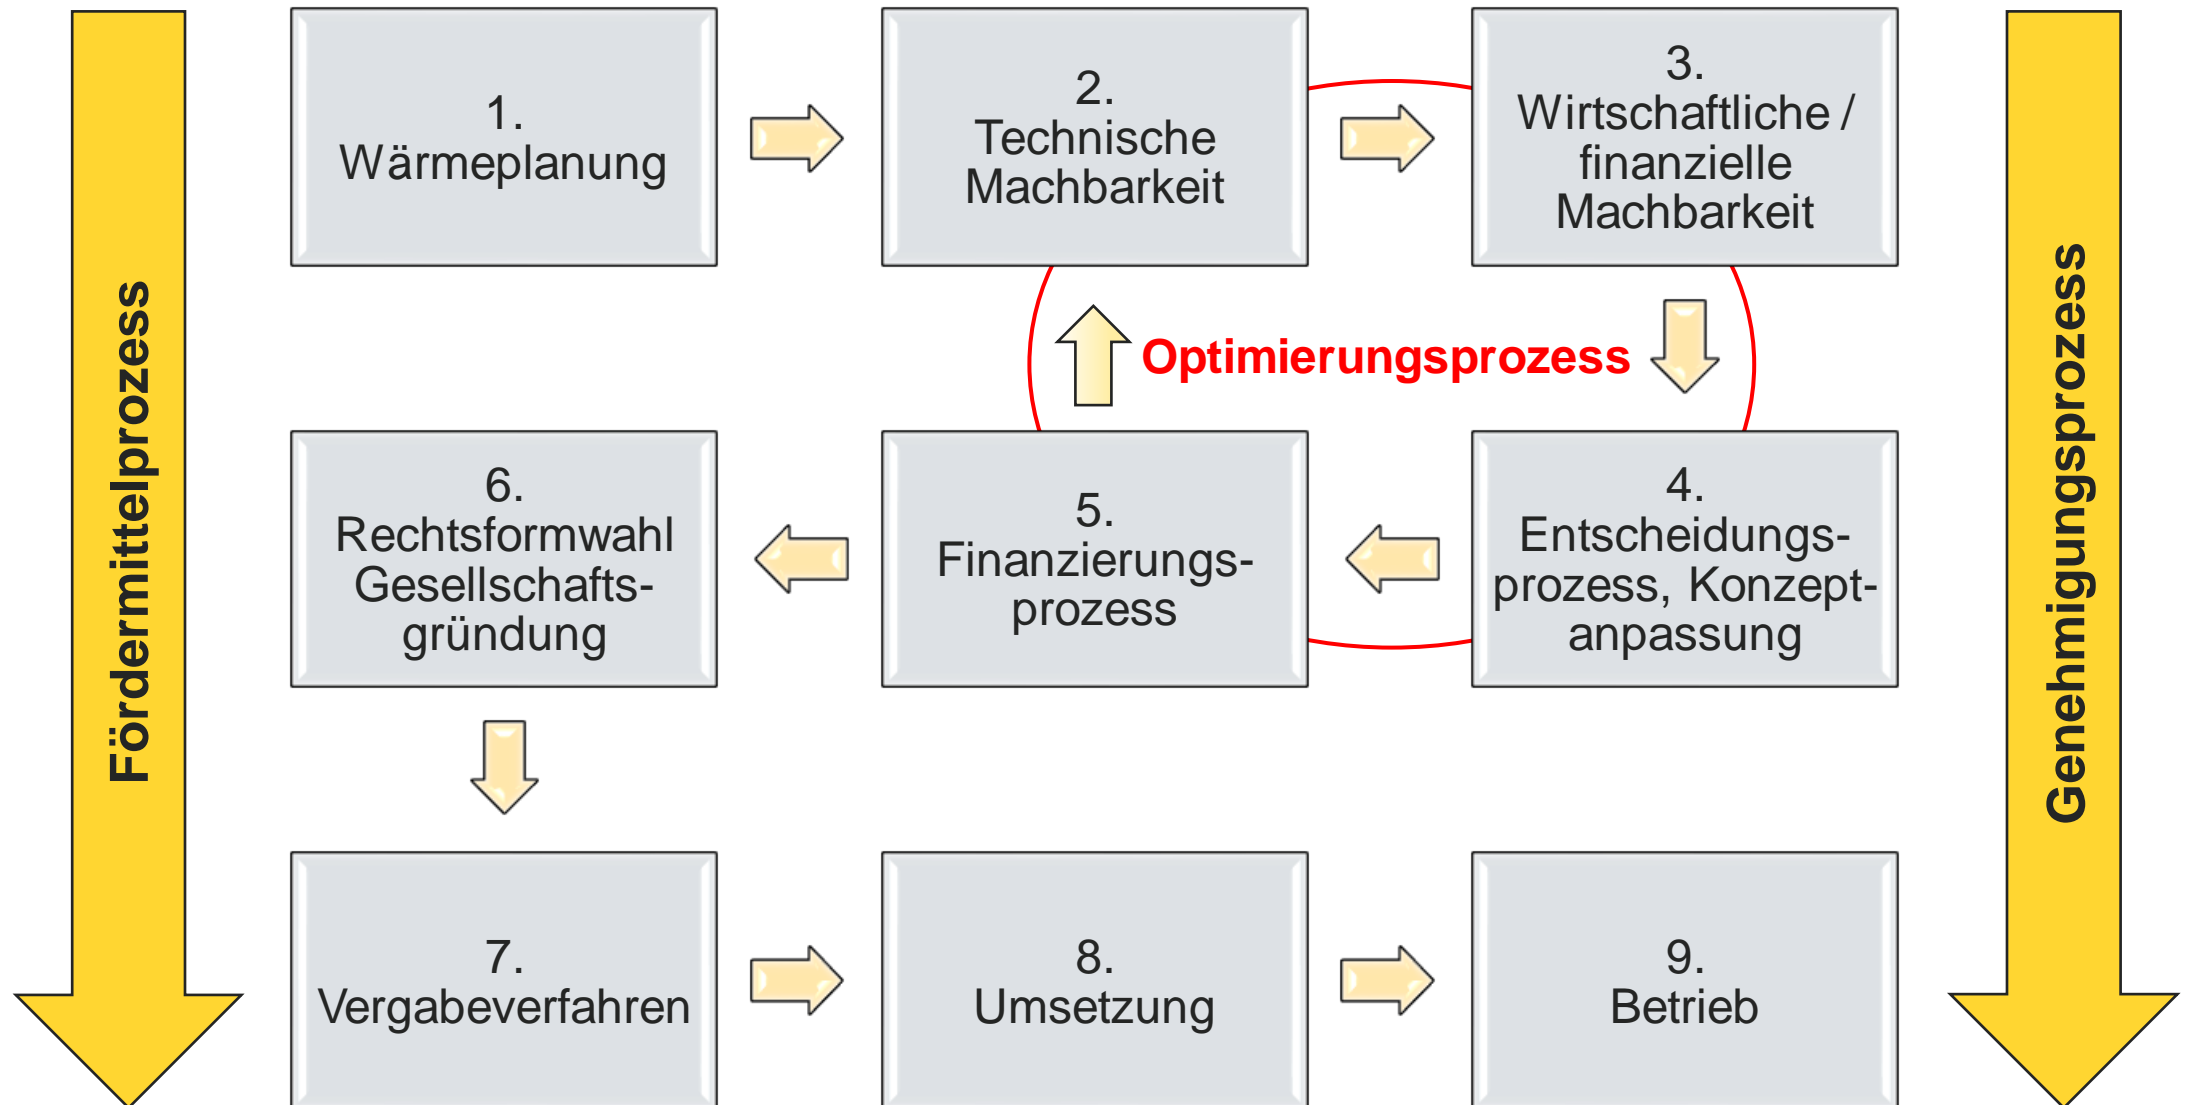 Fördermittelprozess
1.
Wärmeplanung
2.
Technische
Machbarkeit
3.
Wirtschaftliche /
finanzielle
Machbarkeit
Optimierungsprozess
4.
Entscheidungs-
prozess, Konzept-
anpassung
5.
Finanzierungs-
prozess
6.
Rechtsformwahl
Gesellschafts-
gründung
7.
Vergabeverfahren
8.
Umsetzung
9.
Betrieb
Genehmigungsprozess